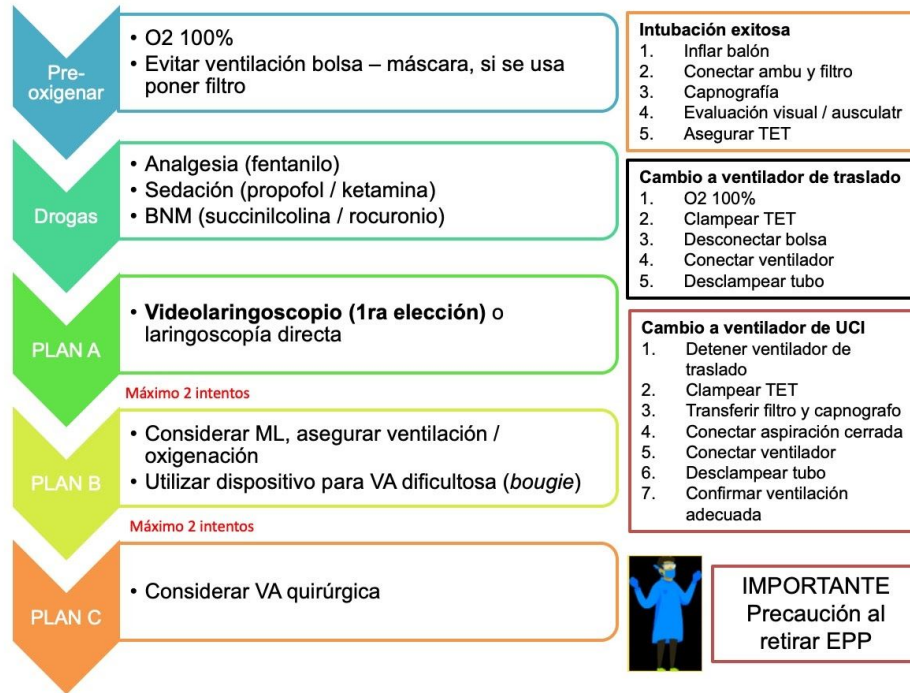 Pre-
oxigenar
• O2 100%
• Evitar ventilación bolsa – máscara, si se usa
poner filtro
Drogas
• Analgesia (fentanilo)
• Sedación (propofol / ketamina)
• BNM (succinilcolina / rocuronio)
PLAN A
• Videolaringoscopio (1ra elección) o
laringoscopía directa
Máximo 2 intentos
PLAN B
• Considerar ML, asegurar ventilación /
oxigenación
• Utilizar dispositivo para VA dificultosa (bougie)
Máximo 2 intentos
PLAN C
• Considerar VA quirúrgica
Intubación exitosa
1. Inflar balón
2. Conectar ambu y filtro
3. Capnografía
4. Evaluación visual / ausculatr
5. Asegurar TET
Cambio a ventilador de traslado
1. O2 100%
2. Clampear TET
3. Desconectar bolsa
4. Conectar ventilador
5. Desclampear tubo
Cambio a ventilador de UCI
1. Detener ventilador de
traslado
2. Clampear TET
3. Transferir filtro y capnografo
4. Conectar aspiración cerrada
5. Conectar ventilador
6. Desclampear tubo
7. Confirmar ventilación
adecuada
IMPORTANTE
Precaución al
retirar EPP